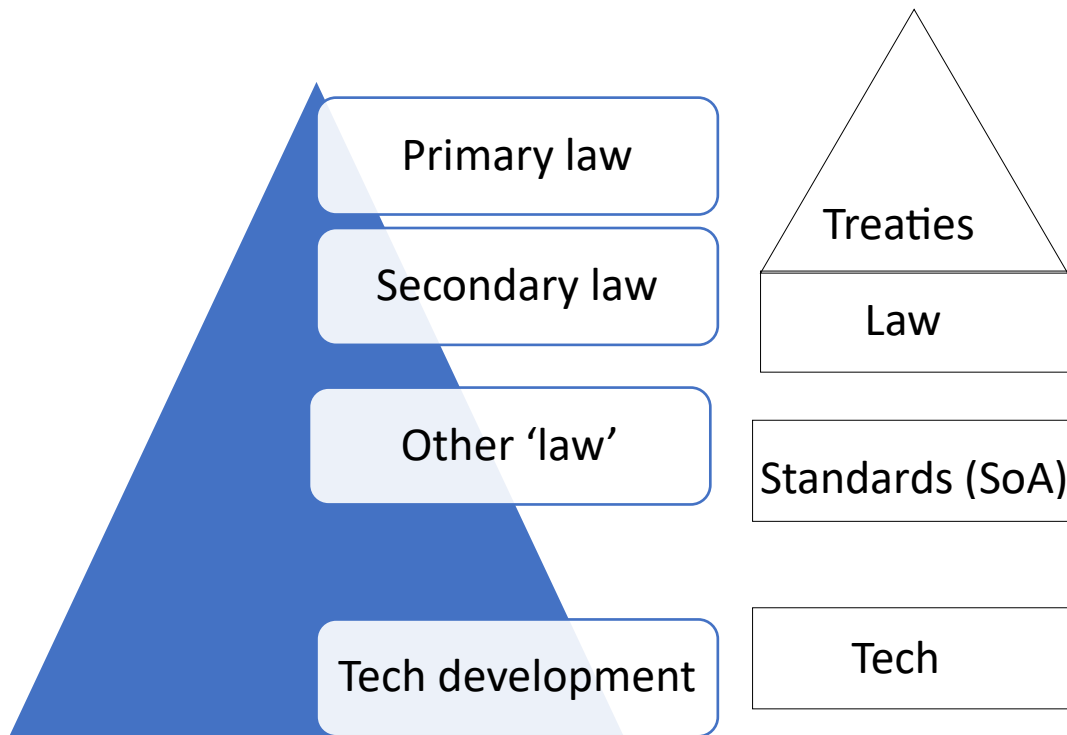 Primary law
Treaties
Secondary law
Law
Other ‘law’
Standards (SoA)
Tech development
Tech